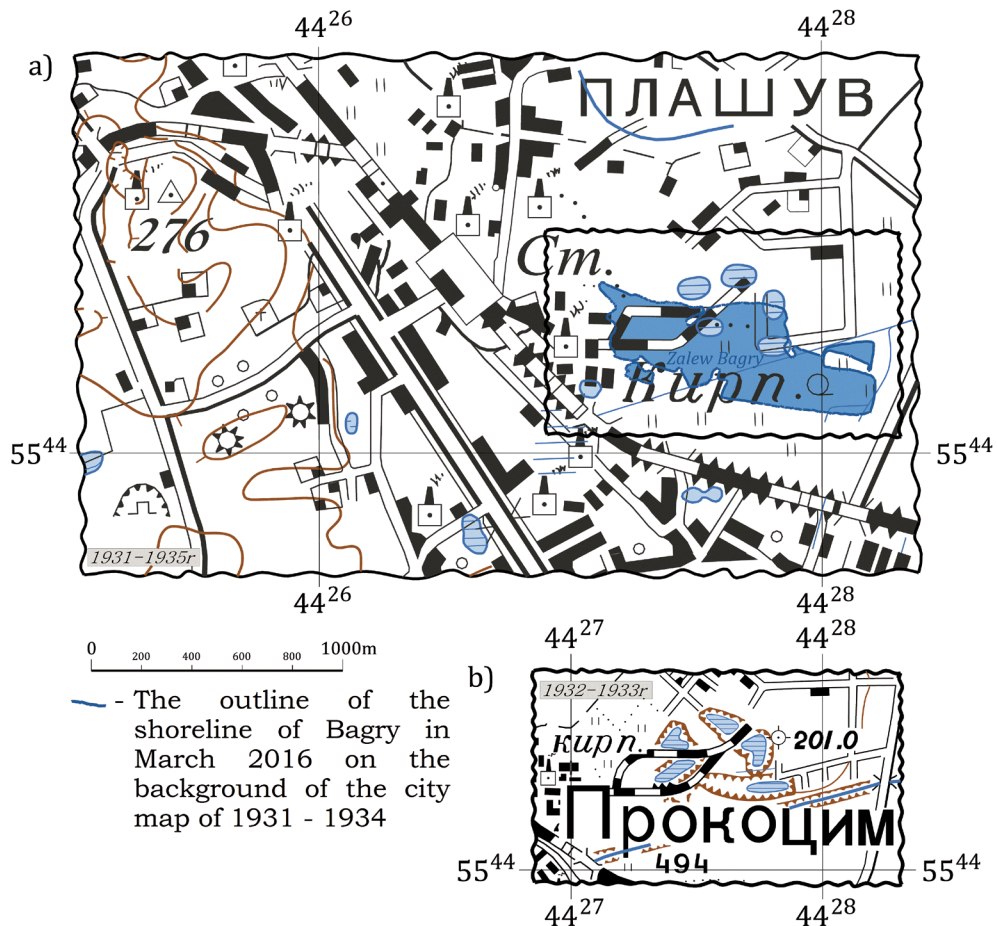 44²⁶ 44²⁸
a)
ПЛАШУВ
276
Ст.
Zalew Bagry
кирп.
55⁴⁴ 55⁴⁴
1931-1935r
44²⁶ 44²⁸
0 200 400 600 800 1000m
- The outline of the
shoreline of Bagry in
March 2016 on the
background of the city
map of 1931 - 1934
44²⁷ 44²⁸
b)
1932-1933r
кирп.
201.0
Прокоцим
494
55⁴⁴ 55⁴⁴
44²⁷ 44²⁸